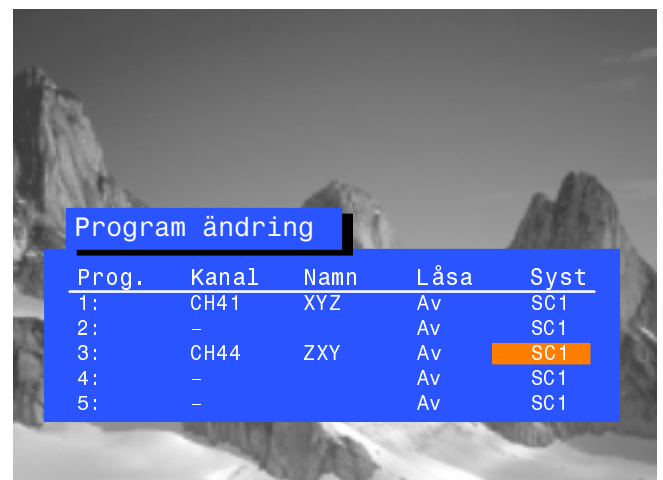 Program ändring
Prog. Kanal Namn Låsa Syst
1: CH41 XYZ Av SC1
2: – Av SC1
3: CH44 ZXY Av SC1
4: – Av SC1
5: – Av SC1